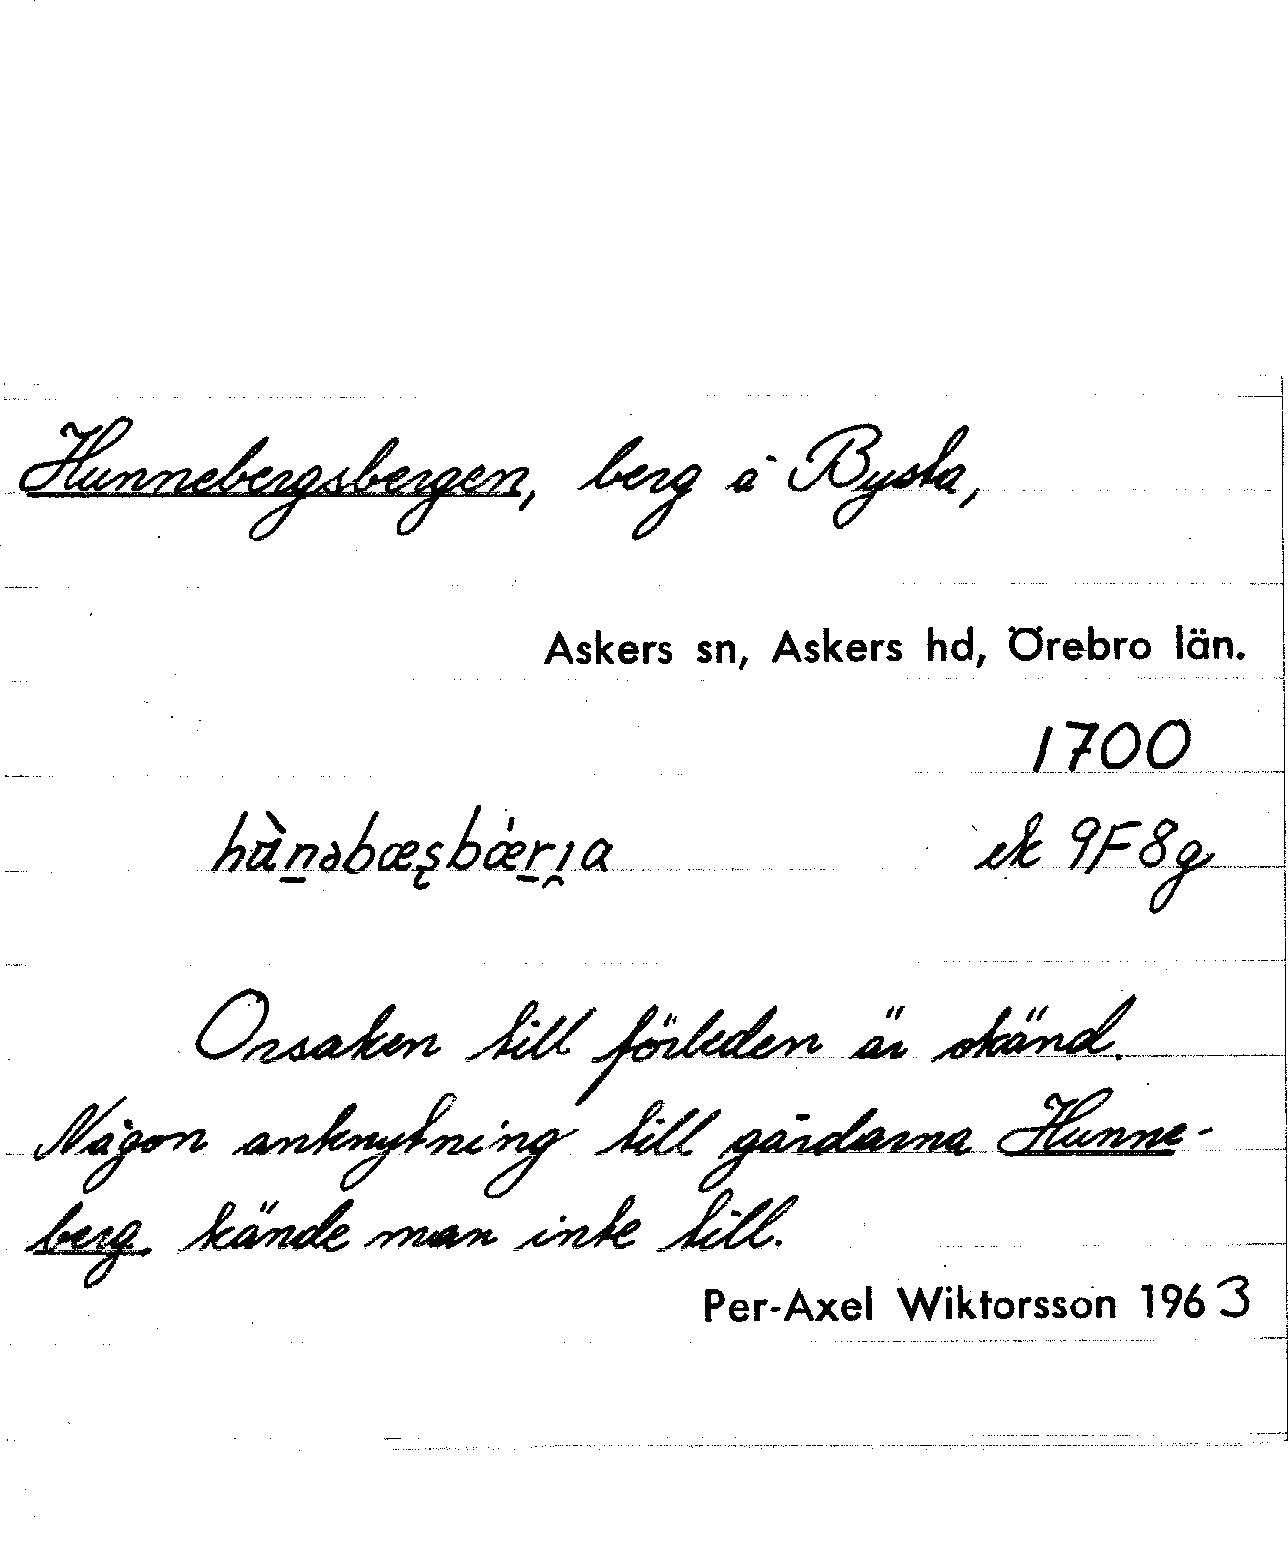 Hunnebergsbergen, berg å Bysta,
Askers sn, Askers hd, Örebro län.
1700
ek 9F8g
Orsaken till förleden är okänd.
Någon anknytning till gårdarna Hunne-
berg kände man inte till.
Per-Axel Wiktorsson 1963